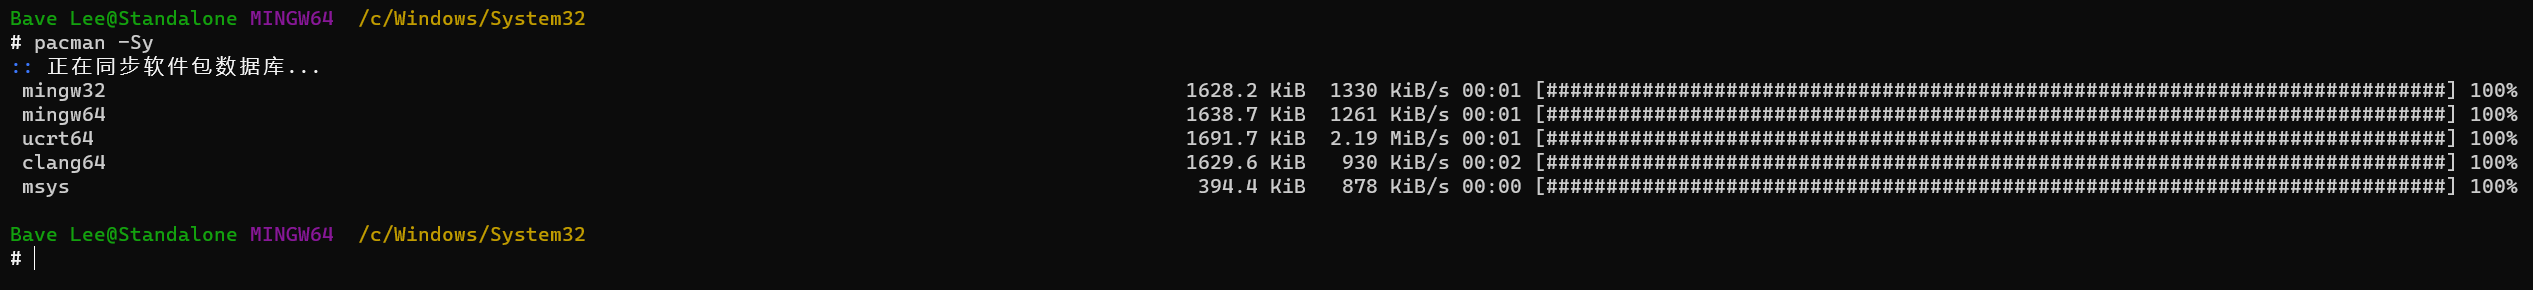 Bave Lee@Standalone MINGW64  /c/Windows/System32
# pacman -Sy
:: 正在同步软件包数据库...
 mingw32  1628.2 KiB  1330 KiB/s 00:01 [###########################################################################] 100%
 mingw64  1638.7 KiB  1261 KiB/s 00:01 [###########################################################################] 100%
 ucrt64  1691.7 KiB  2.19 MiB/s 00:01 [###########################################################################] 100%
 clang64  1629.6 KiB   930 KiB/s 00:02 [###########################################################################] 100%
 msys  394.4 KiB   878 KiB/s 00:00 [###########################################################################] 100%
Bave Lee@Standalone MINGW64  /c/Windows/System32
#